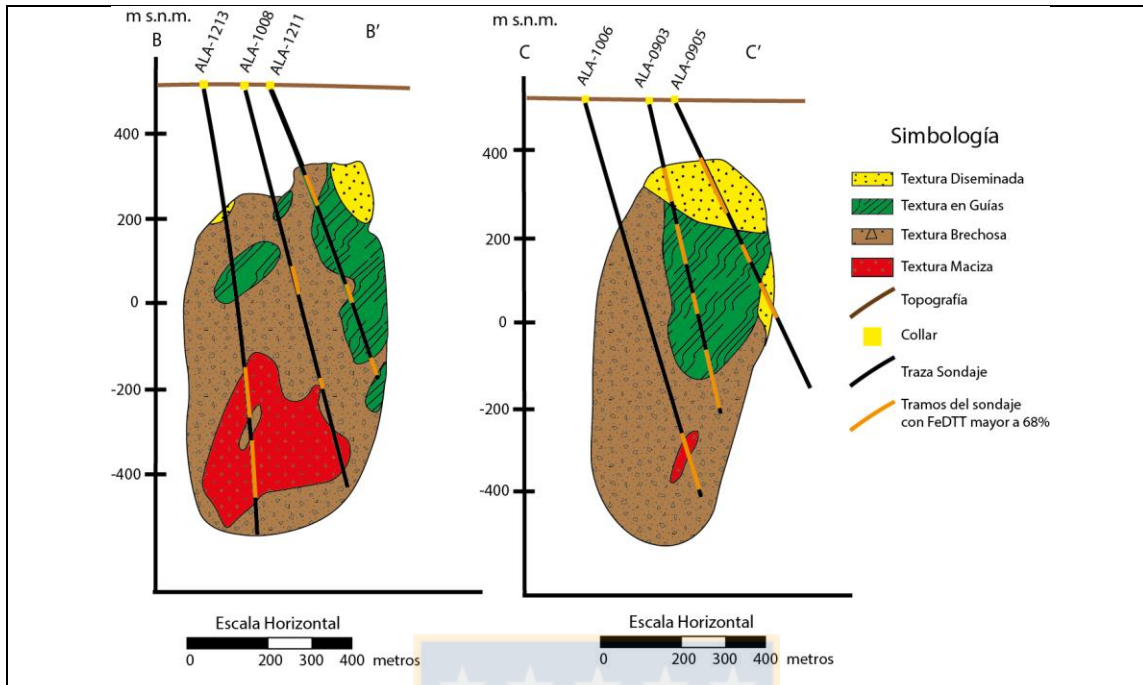 m s.n.m.
B
ALA-1213
ALA-1008
ALA-1211
B'
400
200
0
-200
-400
Escala Horizontal
0 200 300 400 metros
m s.n.m.
C
ALA-1006
ALA-0903
ALA-0905
C'
400
200
0
-200
-400
Escala Horizontal
0 200 300 400 metros
Simbología
Textura Diseminada
Textura en Guías
Textura Brechosa
Textura Maciza
Topografía
Collar
Traza Sondaje
Tramos del sondaje
con FeDTT mayor a 68%